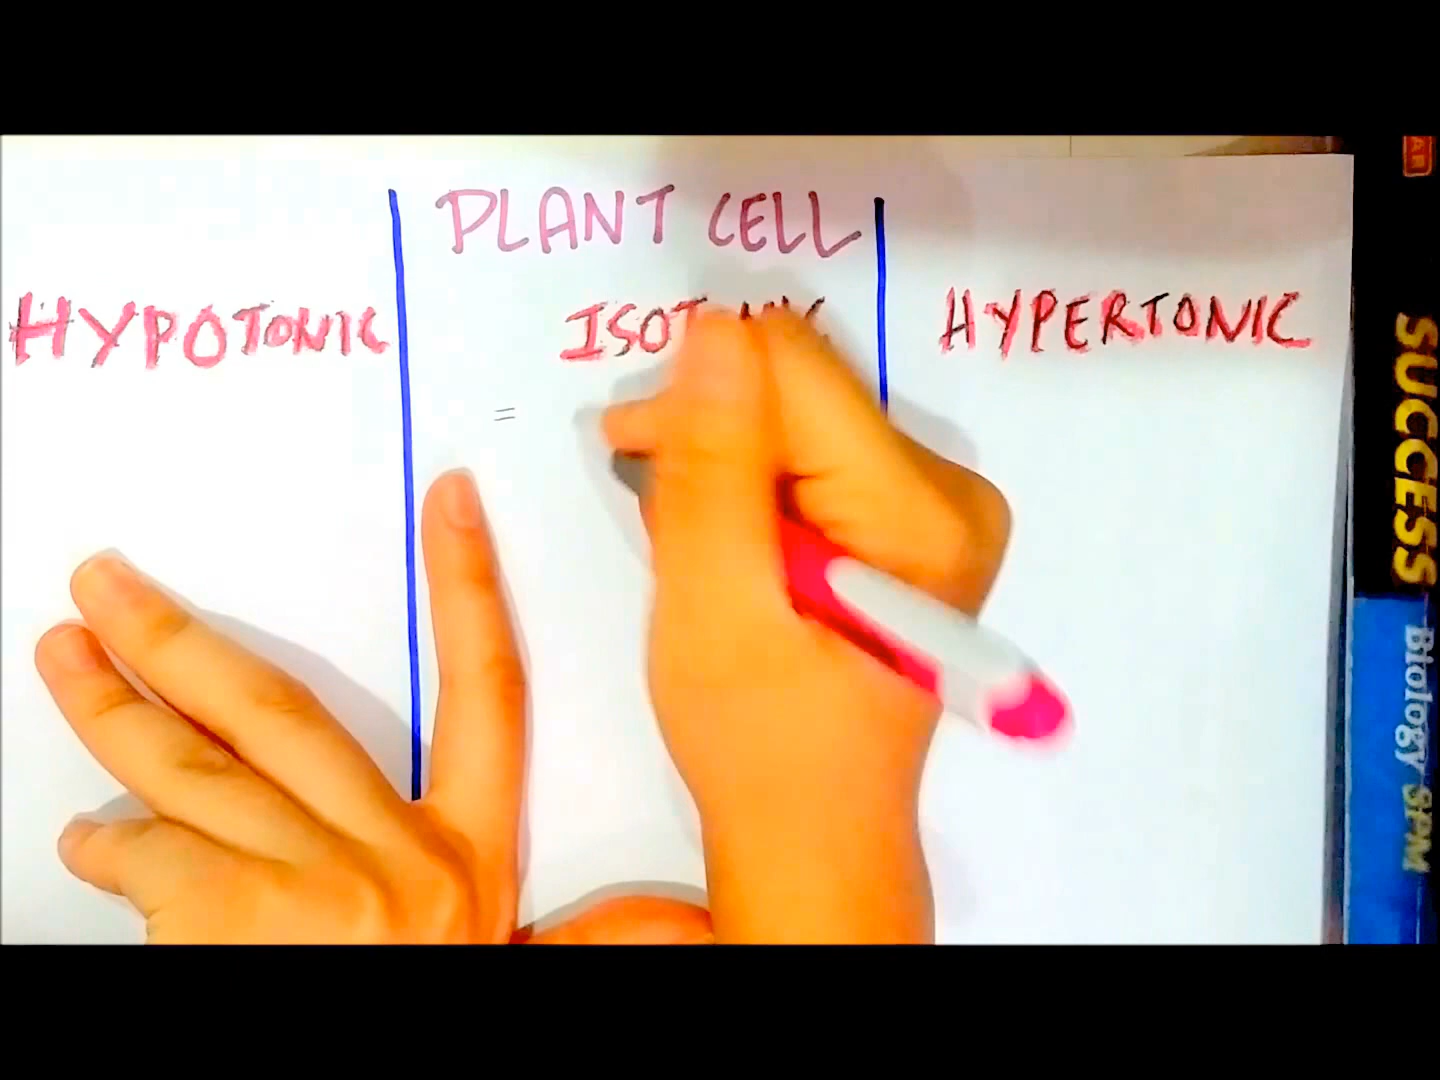 PLANT CELL
HYPOTONIC
HYPERTONIC
=
SUCCESS
Biology SPM